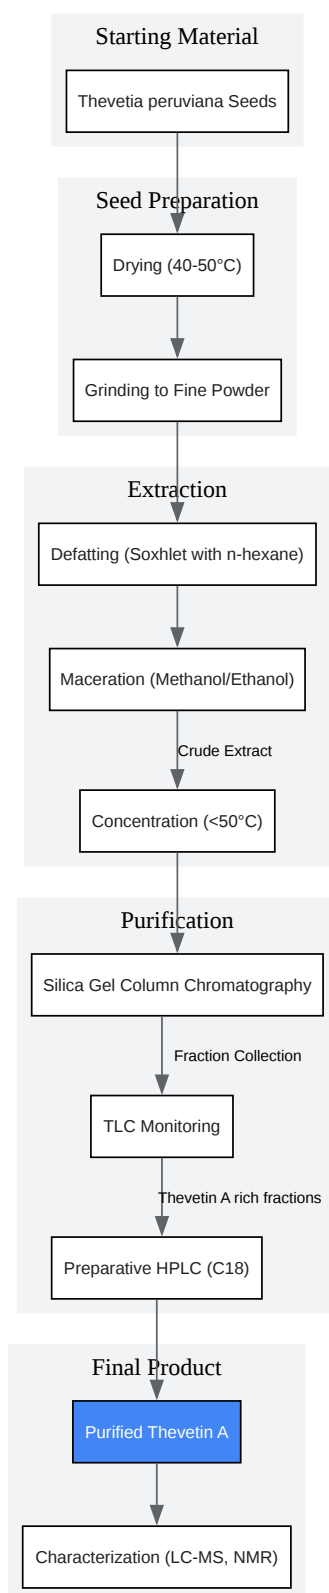 Starting Material
Thevetia peruviana Seeds
Seed Preparation
Drying (40-50°C)
Grinding to Fine Powder
Extraction
Defatting (Soxhlet with n-hexane)
Maceration (Methanol/Ethanol)
Crude Extract
Concentration (<50°C)
Purification
Silica Gel Column Chromatography
Fraction Collection
TLC Monitoring
Thevetin A rich fractions
Preparative HPLC (C18)
Final Product
Purified Thevetin A
Characterization (LC-MS, NMR)